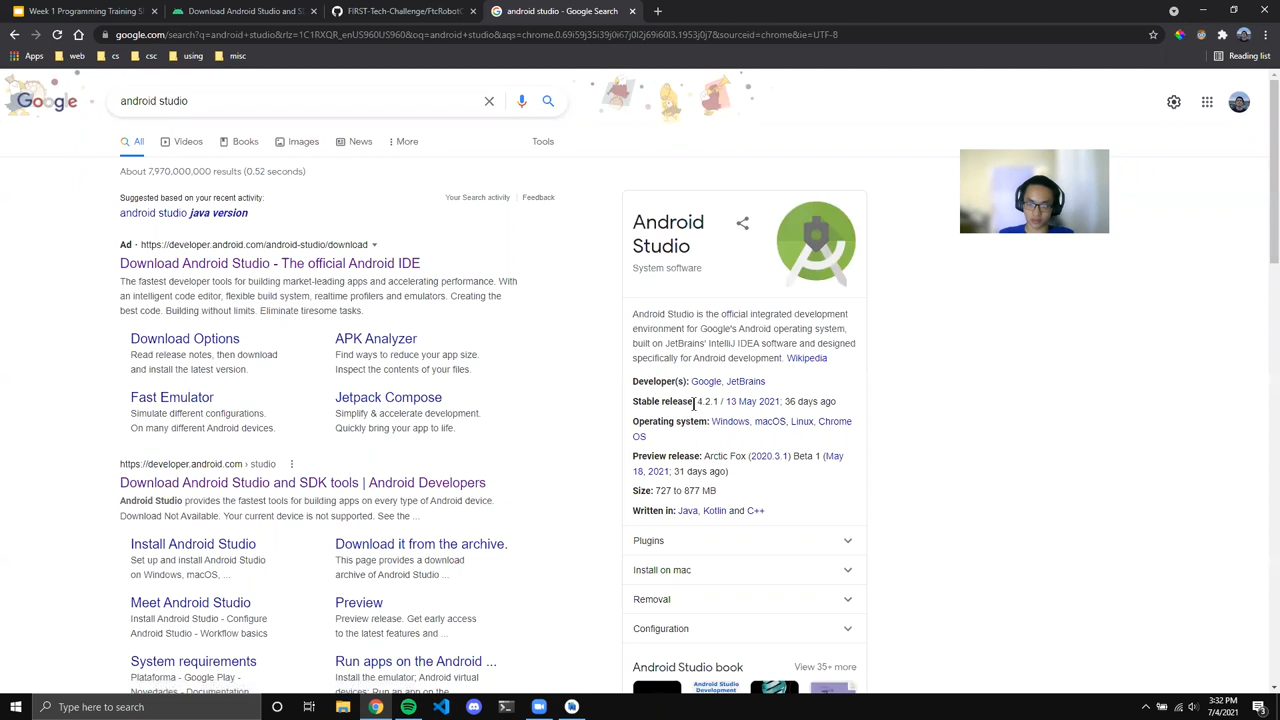 Week 1 Programming Training S
Android Studio and St
FIRST-Tech-Challenge/FtcRobotC
android studio - Google Search
google.com/search?q=android+studio&rlz=1C1RXQR_enUS960US960&oq=android+studio&aqs=chrome.0.69i59j35i39j0i67j0l2j69i60l3.1953j0j7&sourceid=chrome&ie=UTF-8
Apps
web
cs
using
misc
Reading list
Google
android studio
All
Videos
Books
Images
News
More
Tools
About 7,970,000,000 results (0.52 seconds)
Suggested based on your recent activity:
Your Search activity
Feedback
android studio java version
Ad · https://developer.android.com/android-studio/download
Download Android Studio - The official Android IDE
The fastest developer tools for building market-leading apps and accelerating performance. With
an intelligent code editor, flexible build system, realtime profilers and emulators. Creating the
best code. Building without limits. Eliminate tiresome tasks.
Download Options
Read release notes, then download
and install the latest version.
APK Analyzer
Find ways to reduce your app size.
Inspect the contents of your files.
Fast Emulator
Simulate different configurations.
On many different Android devices.
Jetpack Compose
Simplify & accelerate development.
Quickly bring your app to life.
https://developer.android.com › studio
Download Android Studio and SDK tools | Android Developers
Android Studio provides the fastest tools for building apps on every type of Android device.
Download Not Available. Your current device is not supported. See the ...
Install Android Studio
Set up and install Android Studio
on Windows, macOS, ...
Download it from the archive.
This page provides a download
archive of Android Studio ...
Meet Android Studio
Install Android Studio - Configure
Android Studio - Workflow basics
Preview
Preview release. Get early access
to the latest features and ...
System requirements
Plataforma - Google Play -
Novedades - Documentation
Run apps on the Android ...
Install the emulator; Android virtual
devices; Run an app on the
Android
Studio
System software
Android Studio is the official integrated development
environment for Google's Android operating system,
built on JetBrains' IntelliJ IDEA software and designed
specifically for Android development. Wikipedia
Developer(s): Google, JetBrains
Stable release: 4.2.1 / 13 May 2021; 36 days ago
Operating system: Windows, macOS, Linux, Chrome
OS
Preview release: Arctic Fox (2020.3.1) Beta 1 (May
18, 2021; 31 days ago)
Size: 727 to 877 MB
Written in: Java, Kotlin and C++
Plugins
Install on mac
Removal
Configuration
Android Studio book
View 35+ more
Android Studio
Development
Type here to search
3:32 PM
7/4/2021